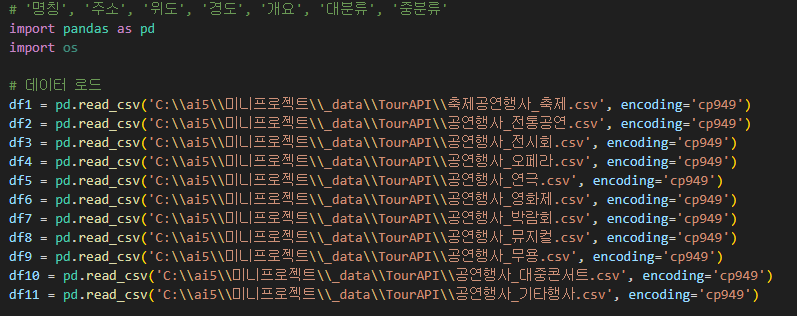 # '명칭', '주소', '위도', '경도', '개요', '대분류', '중분류'
import pandas as pd
import os
# 데이터 로드
df1 = pd.read_csv('C:\\ai5\\미니프로젝트\\_data\\TourAPI\\축제공연행사_축제.csv', encoding='cp949')
df2 = pd.read_csv('C:\\ai5\\미니프로젝트\\_data\\TourAPI\\공연행사_전통공연.csv', encoding='cp949')
df3 = pd.read_csv('C:\\ai5\\미니프로젝트\\_data\\TourAPI\\공연행사_전시회.csv', encoding='cp949')
df4 = pd.read_csv('C:\\ai5\\미니프로젝트\\_data\\TourAPI\\공연행사_오페라.csv', encoding='cp949')
df5 = pd.read_csv('C:\\ai5\\미니프로젝트\\_data\\TourAPI\\공연행사_연극.csv', encoding='cp949')
df6 = pd.read_csv('C:\\ai5\\미니프로젝트\\_data\\TourAPI\\공연행사_영화제.csv', encoding='cp949')
df7 = pd.read_csv('C:\\ai5\\미니프로젝트\\_data\\TourAPI\\공연행사_박람회.csv', encoding='cp949')
df8 = pd.read_csv('C:\\ai5\\미니프로젝트\\_data\\TourAPI\\공연행사_뮤지컬.csv', encoding='cp949')
df9 = pd.read_csv('C:\\ai5\\미니프로젝트\\_data\\TourAPI\\공연행사_무용.csv', encoding='cp949')
df10 = pd.read_csv('C:\\ai5\\미니프로젝트\\_data\\TourAPI\\공연행사_대중콘서트.csv', encoding='cp949')
df11 = pd.read_csv('C:\\ai5\\미니프로젝트\\_data\\TourAPI\\공연행사_기타행사.csv', encoding='cp949')